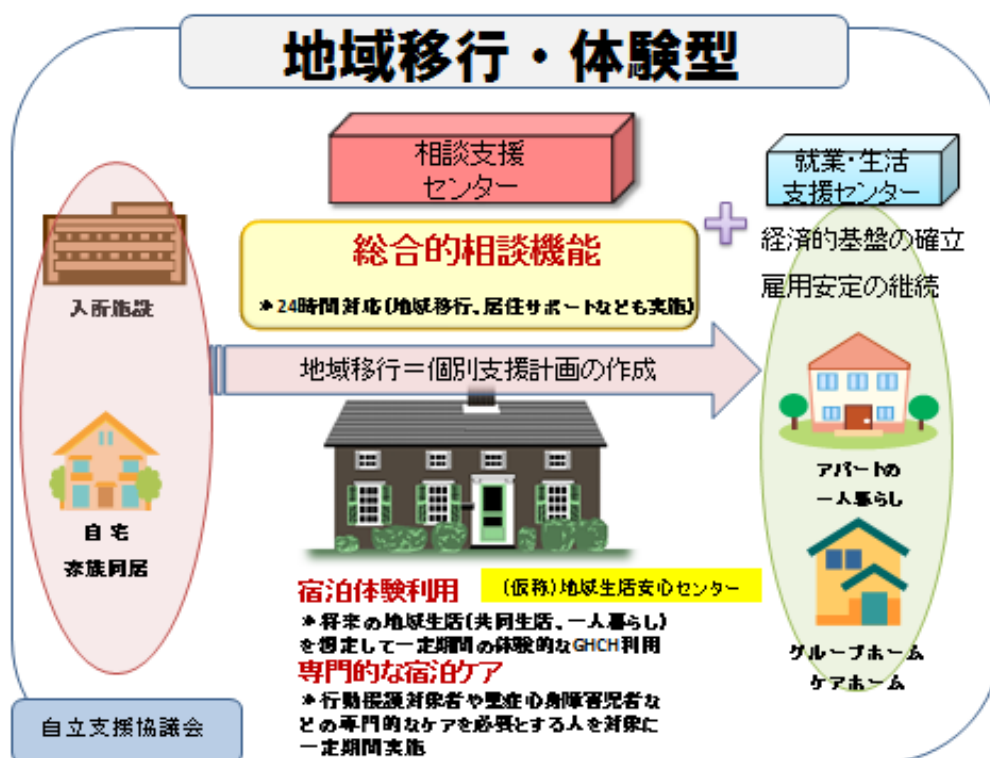 地域移行・体験型
相談支援
センター
就業・生活
支援センター
総合的相談機能
＊24時間対応(地域移行、居住サポートなども実施)
＋
経済的基盤の確立
雇用安定の継続
入所施設
地域移行＝個別支援計画の作成
自宅
家族同居
アパートの
一人暮らし
宿泊体験利用
(仮称)地域生活安心センター
＊将来の地域生活(共同生活、一人暮らし)
を想定して一定期間の体験的なGHCH利用
専門的な宿泊ケア
＊行動援護対象者や重症心身障害児者な
どの専門的なケアを必要とする人を対象に
一定期間実施
グループホーム
ケアホーム
自立支援協議会